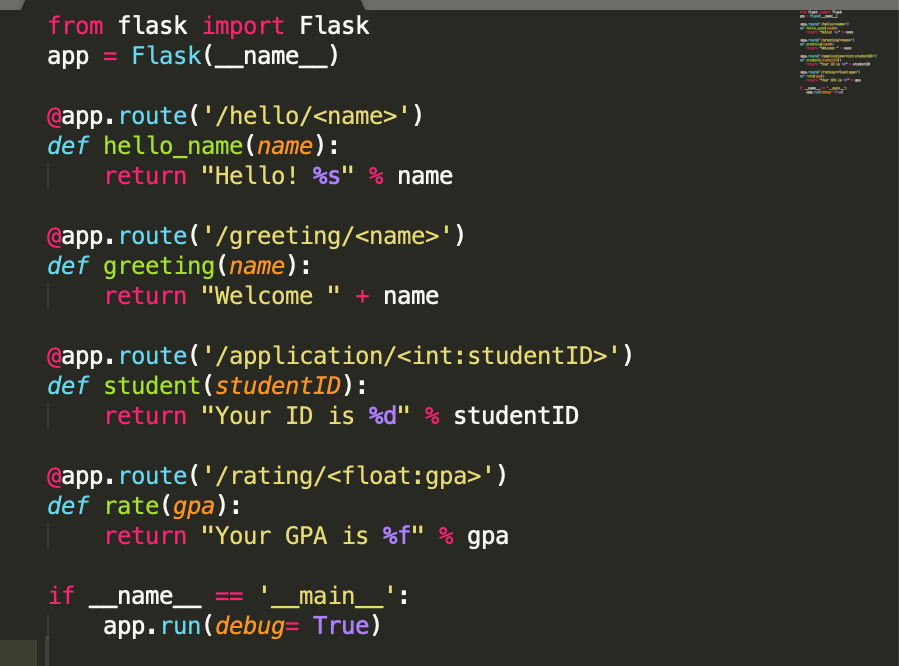 from flask import Flask
app = Flask(__name__)

@app.route('/hello/<name>')
def hello_name(name):
    return "Hello! %s" % name

@app.route('/greeting/<name>')
def greeting(name):
    return "Welcome " + name

@app.route('/application/<int:studentID>')
def student(studentID):
    return "Your ID is %d" % studentID

@app.route('/rating/<float:gpa>')
def rate(gpa):
    return "Your GPA is %f" % gpa

if __name__ == '__main__':
    app.run(debug= True)